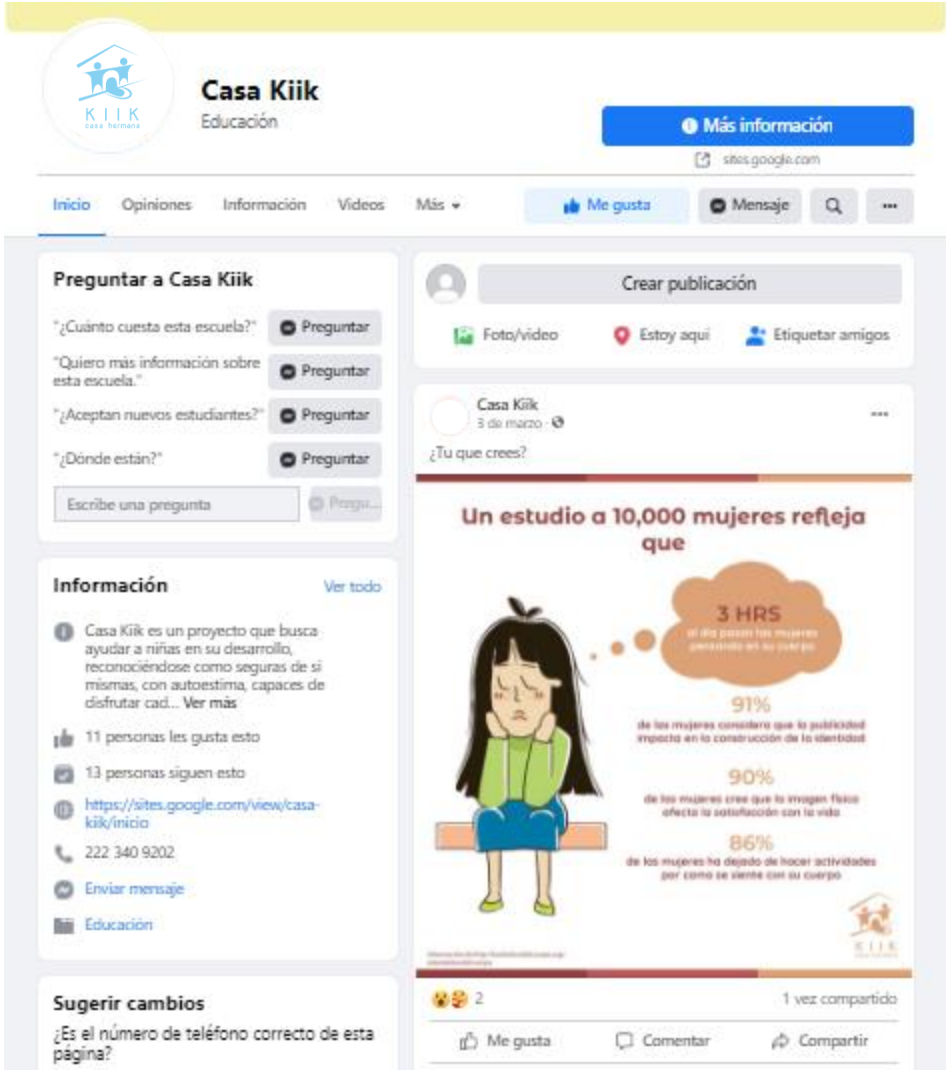 KIIK
casa hermana
Casa Kiik
Educación
Más información
sites.google.com
Inicio
Opiniones
Información
Videos
Más
Me gusta
Mensaje
...
Preguntar a Casa Kiik
"¿Cuánto cuesta esta escuela?"
Preguntar
"Quiero más información sobre
esta escuela."
Preguntar
"¿Aceptan nuevos estudiantes?"
Preguntar
"¿Dónde están?"
Preguntar
Escribe una pregunta
Pregu...
Información
Ver todo
Casa Kiik es un proyecto que busca
ayudar a niñas en su desarrollo,
reconociéndose como seguras de sí
mismas, con autoestima, capaces de
disfrutar cad... Ver más
11 personas les gusta esto
13 personas siguen esto
https://sites.google.com/view/casa-
kiik/inicio
222 340 9202
Enviar mensaje
Educación
Sugerir cambios
¿Es el número de teléfono correcto de esta
página?
Crear publicación
Foto/video
Estoy aquí
Etiquetar amigos
Casa Kiik
3 de marzo ·
...
¿Tu que crees?
Un estudio a 10,000 mujeres refleja
que
3 HRS
al día pasan las mujeres
pensando en su cuerpo
91%
de las mujeres considera que la publicidad
impacta en la construcción de la identidad
90%
de las mujeres cree que la imagen física
afecta la satisfacción con la vida
86%
de las mujeres ha dejado de hacer actividades
por como se siente con su cuerpo
KIIK
2
1 vez compartido
Me gusta
Comentar
Compartir